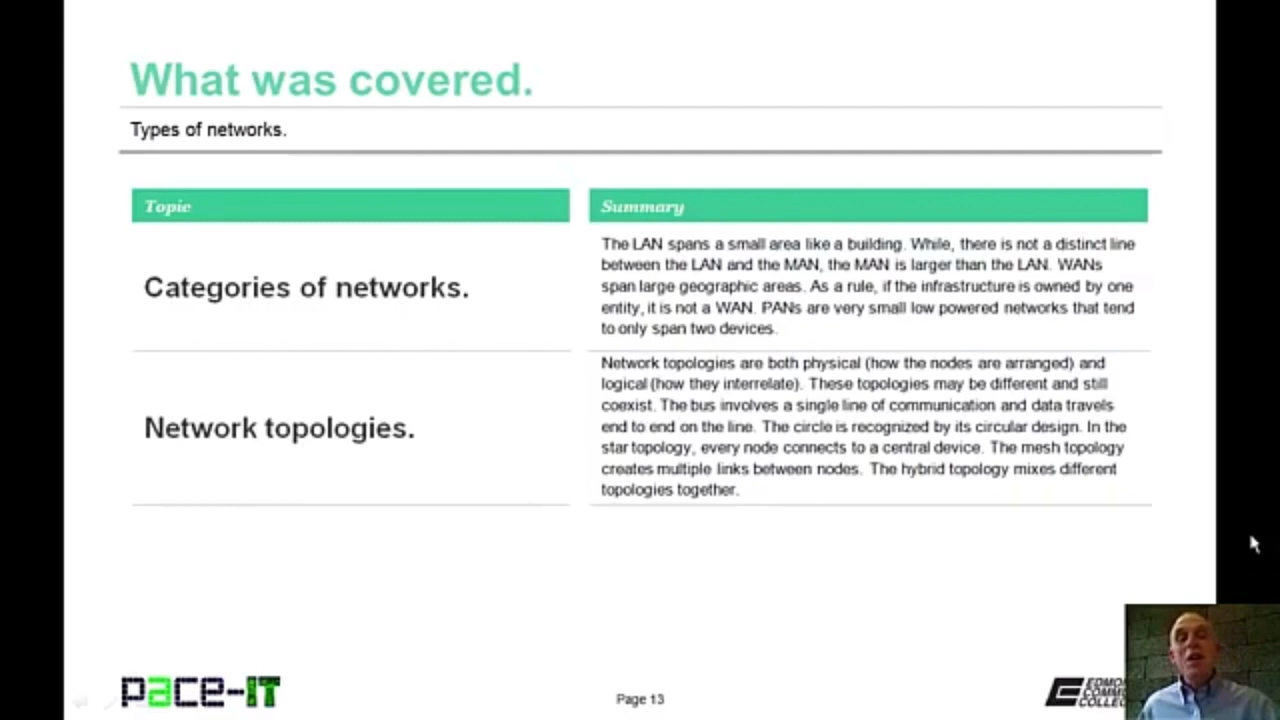 What was covered.
Types of networks.
Topic
Summary
Categories of networks.
The LAN spans a small area like a building. While, there is not a distinct line
between the LAN and the MAN, the MAN is larger than the LAN. WANs
span large geographic areas. As a rule, if the infrastructure is owned by one
entity, it is not a WAN. PANs are very small low powered networks that tend
to only span two devices.
Network topologies.
Network topologies are both physical (how the nodes are arranged) and
logical (how they interrelate). These topologies may be different and still
coexist. The bus involves a single line of communication and data travels
end to end on the line. The circle is recognized by its circular design. In the
star topology, every node connects to a central device. The mesh topology
creates multiple links between nodes. The hybrid topology mixes different
topologies together.
pace-IT
Page 13